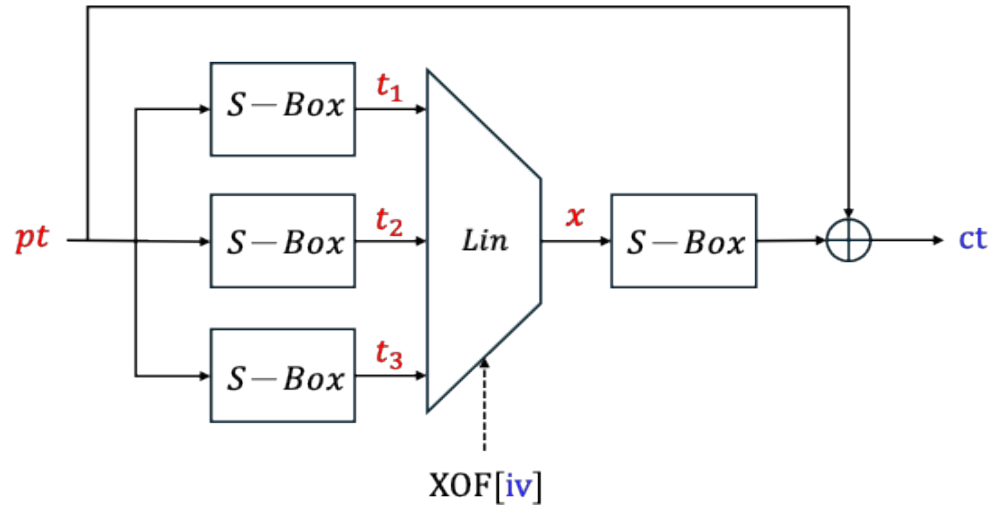 S−Box
t₁
pt
S−Box
t₂
Lin
x
S−Box
ct
S−Box
t₃
XOF[iv]